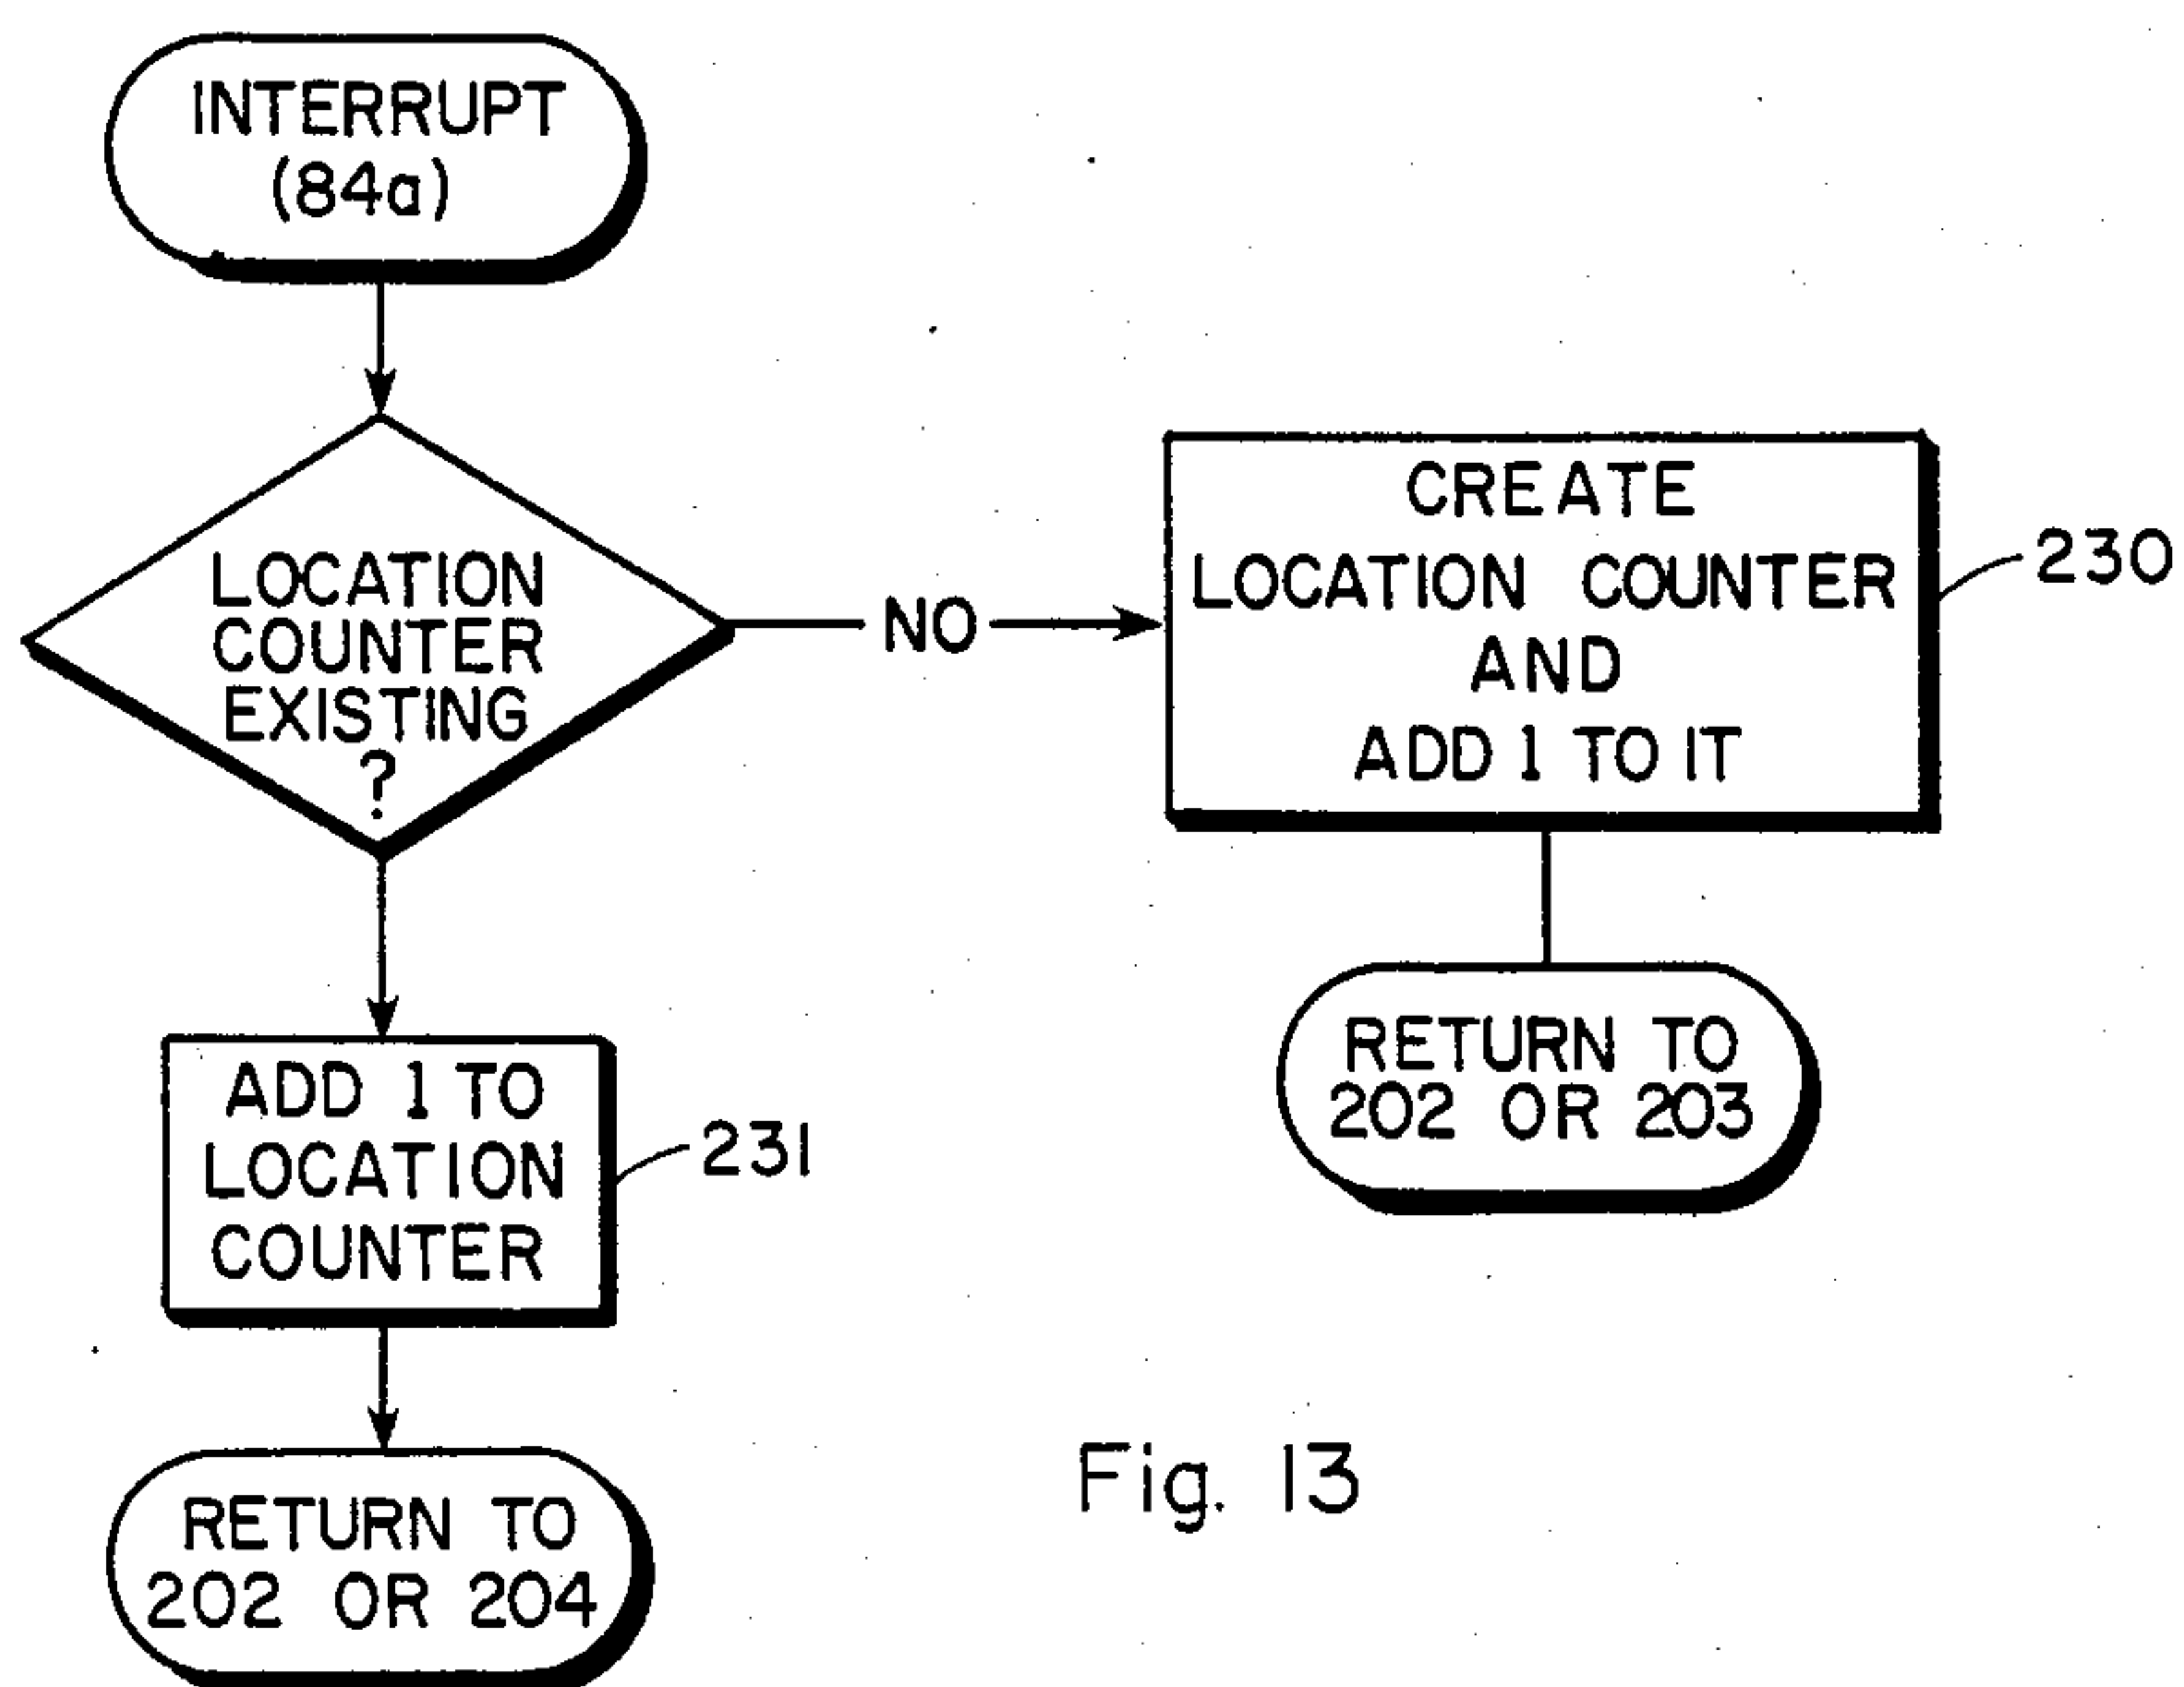 INTERRUPT
(84a)
LOCATION
COUNTER
EXISTING
?
NO
CREATE
LOCATION COUNTER
AND
ADD 1 TO IT
230
RETURN TO
202 OR 203
ADD 1 TO
LOCATION
COUNTER
231
RETURN TO
202 OR 204
Fig. 13